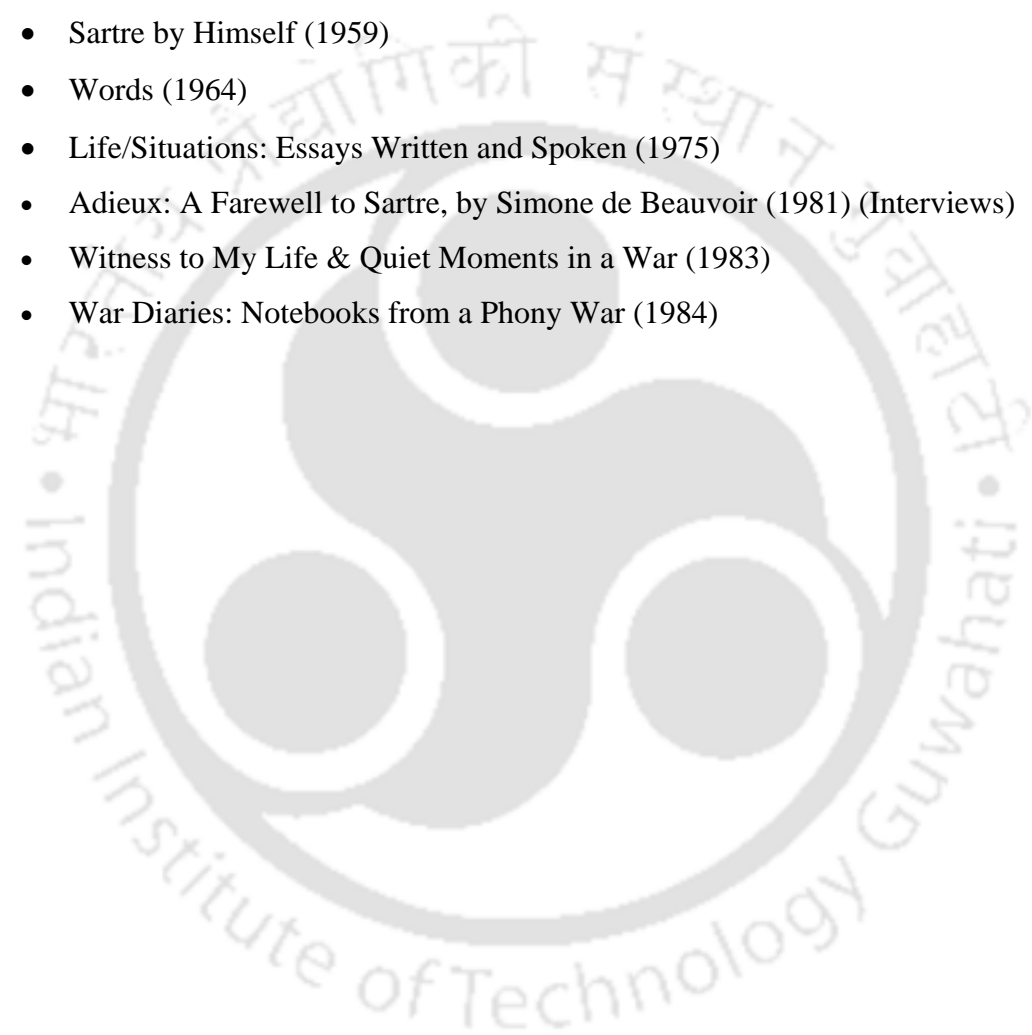 • Sartre by Himself (1959)
• Words (1964)
• Life/Situations: Essays Written and Spoken (1975)
• Adieux: A Farewell to Sartre, by Simone de Beauvoir (1981) (Interviews)
• Witness to My Life & Quiet Moments in a War (1983)
• War Diaries: Notebooks from a Phony War (1984)
भारतीय प्रौद्योगिकी संस्थान गुवाहाटी
• Indian Institute of Technology Guwahati •